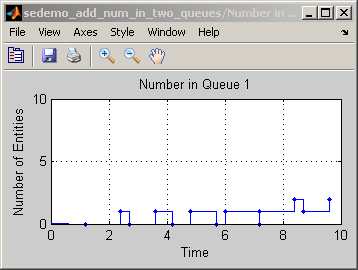 sedemo_add_num_in_two_queues/Number in ...
File View Axes Style Window Help
Number in Queue 1
10
5
0
Number of Entities
0 2 4 6 8 10
Time